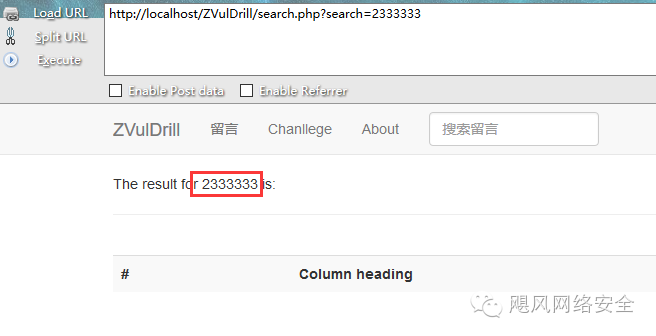 Load URL
http://localhost/ZVulDrill/search.php?search=2333333
Split URL
Execute
Enable Post data Enable Referrer
ZVulDrill 留言 Chanllege About 搜索留言
The result for 2333333 is:
# Column heading
飓风网络安全